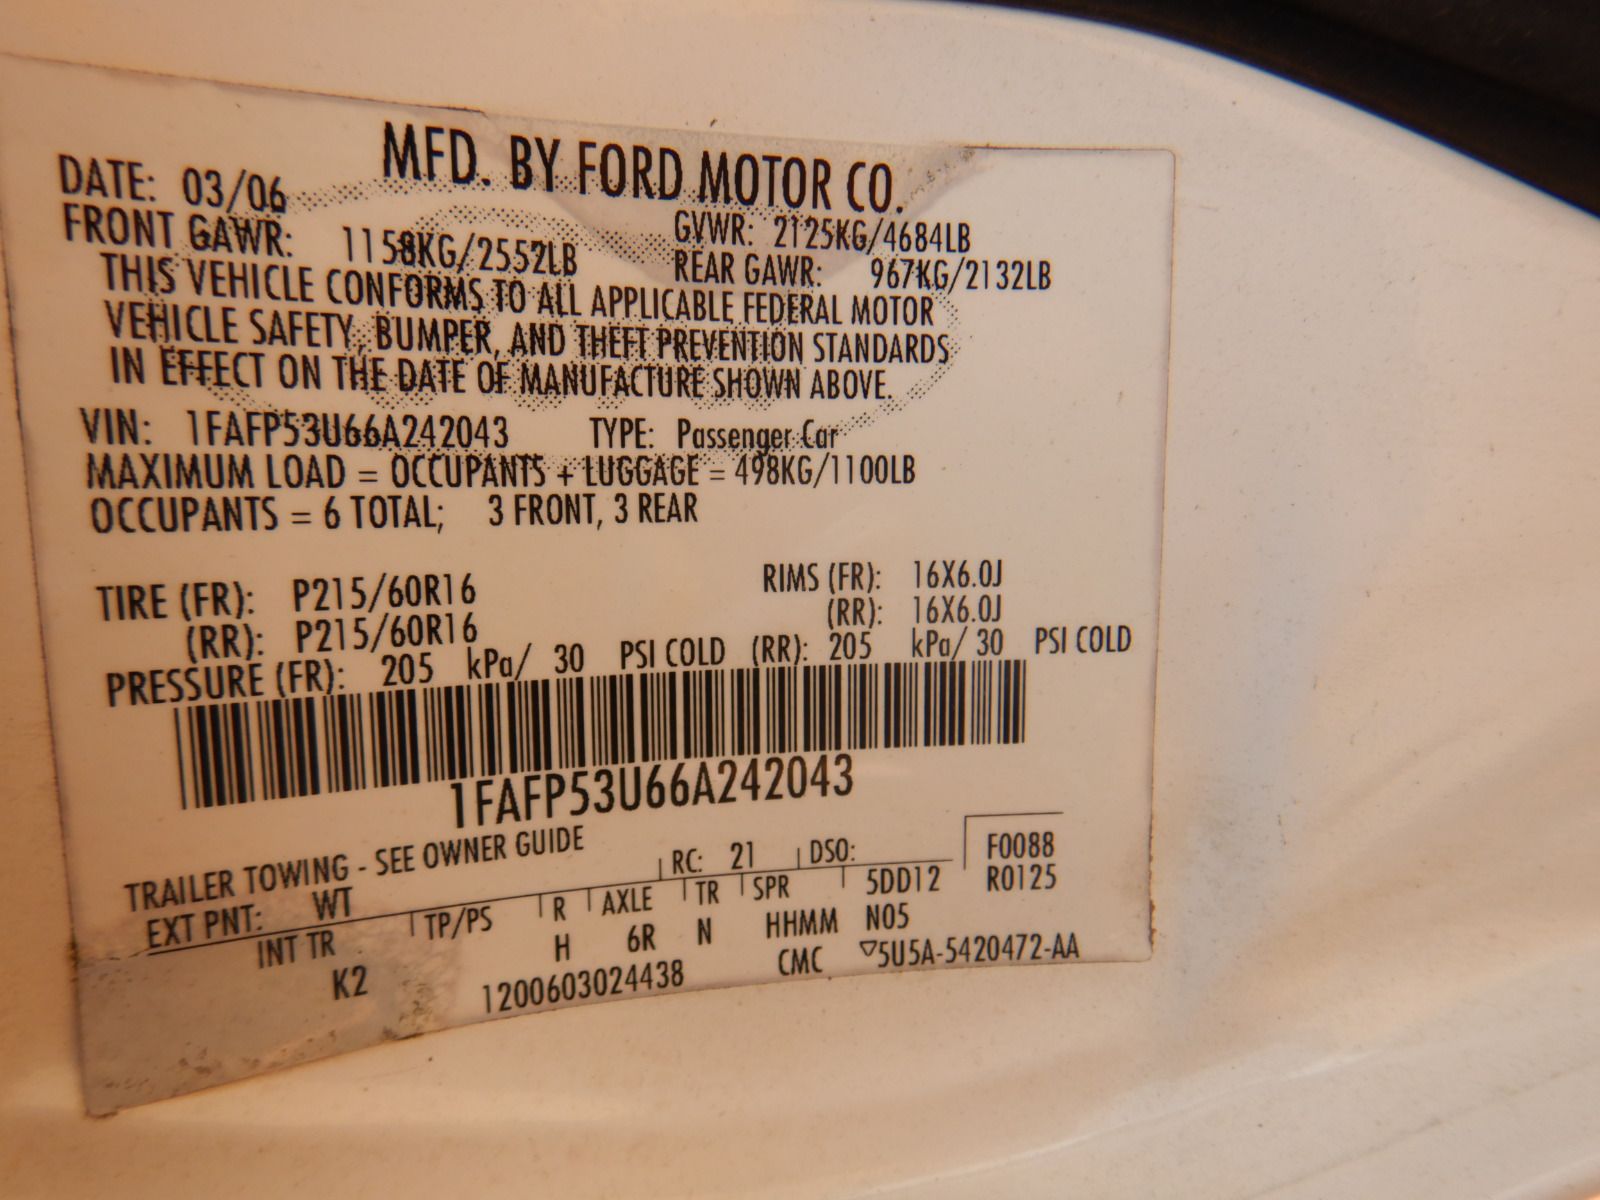 MFD. BY FORD MOTOR CO.
DATE: 03/06
FRONT GAWR: 1158KG/2552LB
GVWR: 2125KG/4684LB
REAR GAWR: 967KG/2132LB
THIS VEHICLE CONFORMS TO ALL APPLICABLE FEDERAL MOTOR
VEHICLE SAFETY, BUMPER, AND THEFT PREVENTION STANDARDS
IN EFFECT ON THE DATE OF MANUFACTURE SHOWN ABOVE.
VIN: 1FAFP53U66A242043 TYPE: Passenger Car
MAXIMUM LOAD = OCCUPANTS + LUGGAGE = 498KG/1100LB
OCCUPANTS = 6 TOTAL; 3 FRONT, 3 REAR
TIRE (FR): P215/60R16 RIMS (FR): 16X6.0J
(RR): P215/60R16 (RR): 16X6.0J
PRESSURE (FR): 205 kPa/ 30 PSI COLD (RR): 205 kPa/ 30 PSI COLD
1FAFP53U66A242043
TRAILER TOWING - SEE OWNER GUIDE
EXT PNT: WT RC: 21 DSO: F0088
INT TR TP/PS R AXLE TR SPR 5DD12 R0125
K2 H 6R N HHMM N05
1200603024438 CMC ▽5U5A-5420472-AA